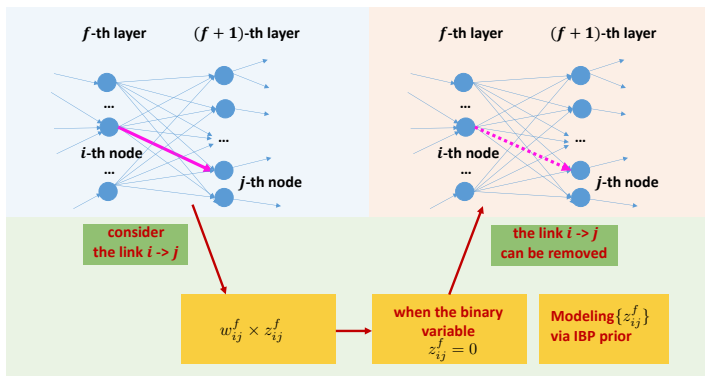 f-th layer
(f + 1)-th layer
...
i-th node
...
...
j-th node
f-th layer
(f + 1)-th layer
...
i-th node
...
...
j-th node
consider
the link i -> j
the link i -> j
can be removed
w_{ij}^f × z_{ij}^f
when the binary
variable
z_{ij}^f = 0
Modeling {z_{ij}^f}
via IBP prior